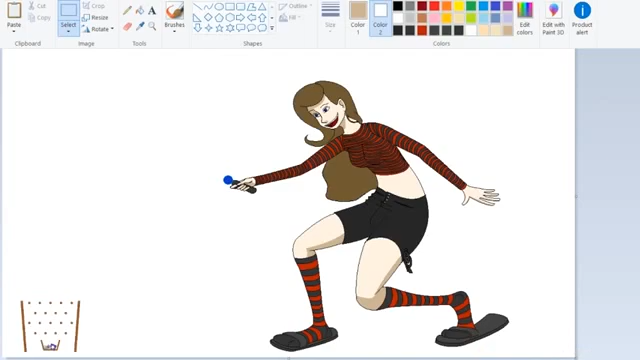 Paste
Cut
Copy
Clipboard
Select
Crop
Resize
Rotate
Image
A
Tools
Brushes
Shapes
Outline
Fill
Size
Color
1
Color
2
Colors
Edit
colors
Edit with
Paint 3D
Product
alert